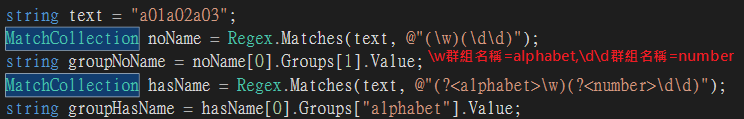 string text = "a01a02a03";
MatchCollection noName = Regex.Matches(text, @"(\w)(\d\d)");
string groupNoName = noName[0].Groups[1].Value; \w群组名稱=alphabet,\d\d群組名稱=number
MatchCollection hasName = Regex.Matches(text, @"(?<alphabet>\w)(?<number>\d\d)");
string groupHasName = hasName[0].Groups["alphabet"].Value;